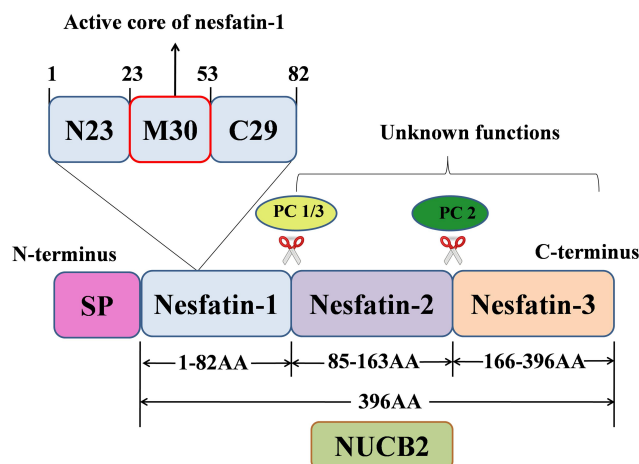 Active core of nesfatin-1
1 23 53 82
N23 M30 C29
Unknown functions
PC 1/3 PC 2
N-terminus C-terminus
SP Nesfatin-1 Nesfatin-2 Nesfatin-3
1-82AA 85-163AA 166-396AA
396AA
NUCB2